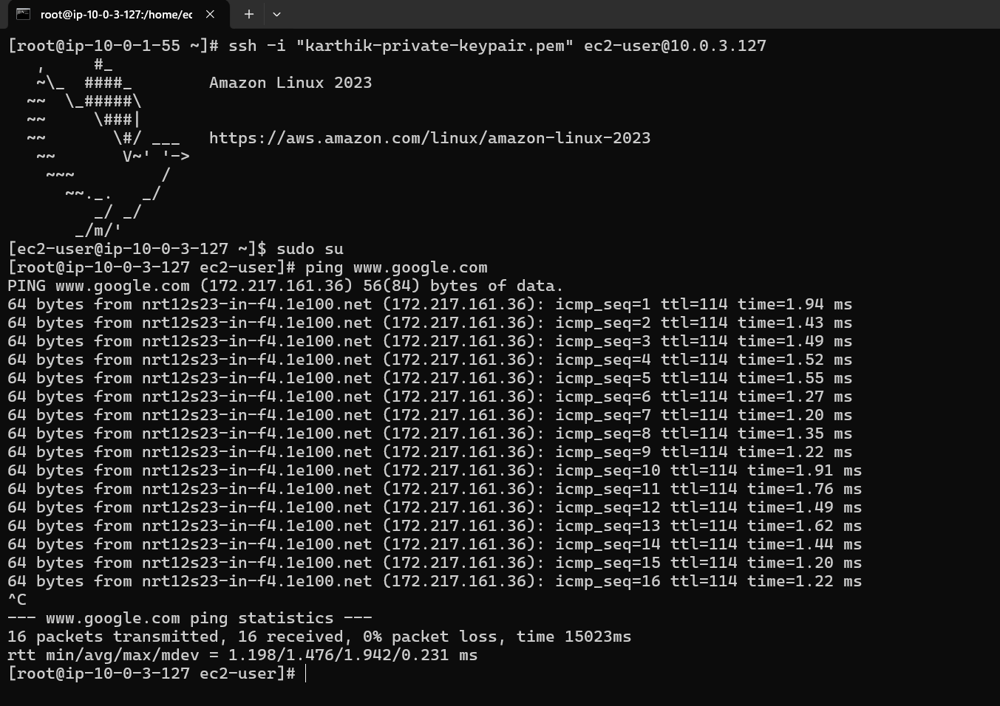 root@ip-10-0-3-127:/home/ec
[root@ip-10-0-1-55 ~]# ssh -i "karthik-private-keypair.pem" ec2-user@10.0.3.127
   ,     #_
   ~\_  ####_        Amazon Linux 2023
  ~~  \_#####\
  ~~     \###|
  ~~       \#/ ___   https://aws.amazon.com/linux/amazon-linux-2023
   ~~       V~' '->
    ~~~         /
      ~~._.   _/
         _/ _/
       _/m/'
[ec2-user@ip-10-0-3-127 ~]$ sudo su
[root@ip-10-0-3-127 ec2-user]# ping www.google.com
PING www.google.com (172.217.161.36) 56(84) bytes of data.
64 bytes from nrt12s23-in-f4.1e100.net (172.217.161.36): icmp_seq=1 ttl=114 time=1.94 ms
64 bytes from nrt12s23-in-f4.1e100.net (172.217.161.36): icmp_seq=2 ttl=114 time=1.43 ms
64 bytes from nrt12s23-in-f4.1e100.net (172.217.161.36): icmp_seq=3 ttl=114 time=1.49 ms
64 bytes from nrt12s23-in-f4.1e100.net (172.217.161.36): icmp_seq=4 ttl=114 time=1.52 ms
64 bytes from nrt12s23-in-f4.1e100.net (172.217.161.36): icmp_seq=5 ttl=114 time=1.55 ms
64 bytes from nrt12s23-in-f4.1e100.net (172.217.161.36): icmp_seq=6 ttl=114 time=1.27 ms
64 bytes from nrt12s23-in-f4.1e100.net (172.217.161.36): icmp_seq=7 ttl=114 time=1.20 ms
64 bytes from nrt12s23-in-f4.1e100.net (172.217.161.36): icmp_seq=8 ttl=114 time=1.35 ms
64 bytes from nrt12s23-in-f4.1e100.net (172.217.161.36): icmp_seq=9 ttl=114 time=1.22 ms
64 bytes from nrt12s23-in-f4.1e100.net (172.217.161.36): icmp_seq=10 ttl=114 time=1.91 ms
64 bytes from nrt12s23-in-f4.1e100.net (172.217.161.36): icmp_seq=11 ttl=114 time=1.76 ms
64 bytes from nrt12s23-in-f4.1e100.net (172.217.161.36): icmp_seq=12 ttl=114 time=1.49 ms
64 bytes from nrt12s23-in-f4.1e100.net (172.217.161.36): icmp_seq=13 ttl=114 time=1.62 ms
64 bytes from nrt12s23-in-f4.1e100.net (172.217.161.36): icmp_seq=14 ttl=114 time=1.44 ms
64 bytes from nrt12s23-in-f4.1e100.net (172.217.161.36): icmp_seq=15 ttl=114 time=1.20 ms
64 bytes from nrt12s23-in-f4.1e100.net (172.217.161.36): icmp_seq=16 ttl=114 time=1.22 ms
^C
--- www.google.com ping statistics ---
16 packets transmitted, 16 received, 0% packet loss, time 15023ms
rtt min/avg/max/mdev = 1.198/1.476/1.942/0.231 ms
[root@ip-10-0-3-127 ec2-user]#